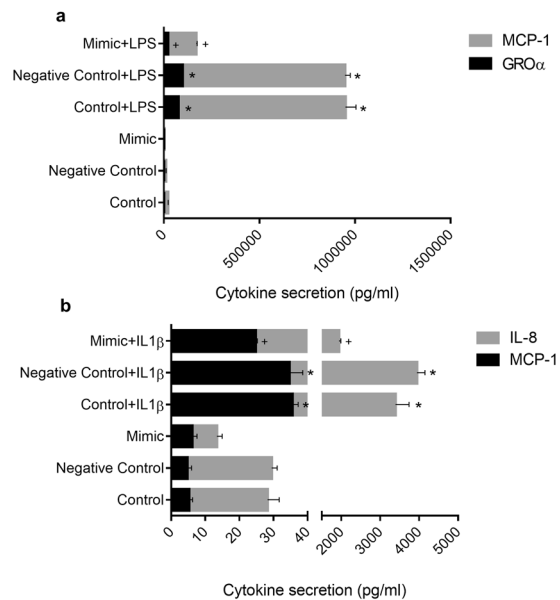 a
Mimic+LPS + +
MCP-1
Negative Control+LPS * *
GROα
Control+LPS * *
Mimic
Negative Control
Control
0 500000 1000000 1500000
Cytokine secretion (pg/ml)
b
Mimic+IL1β + +
IL-8
Negative Control+IL1β * *
MCP-1
Control+IL1β * *
Mimic
Negative Control
Control
0 10 20 30 40 2000 3000 4000 5000
Cytokine secretion (pg/ml)